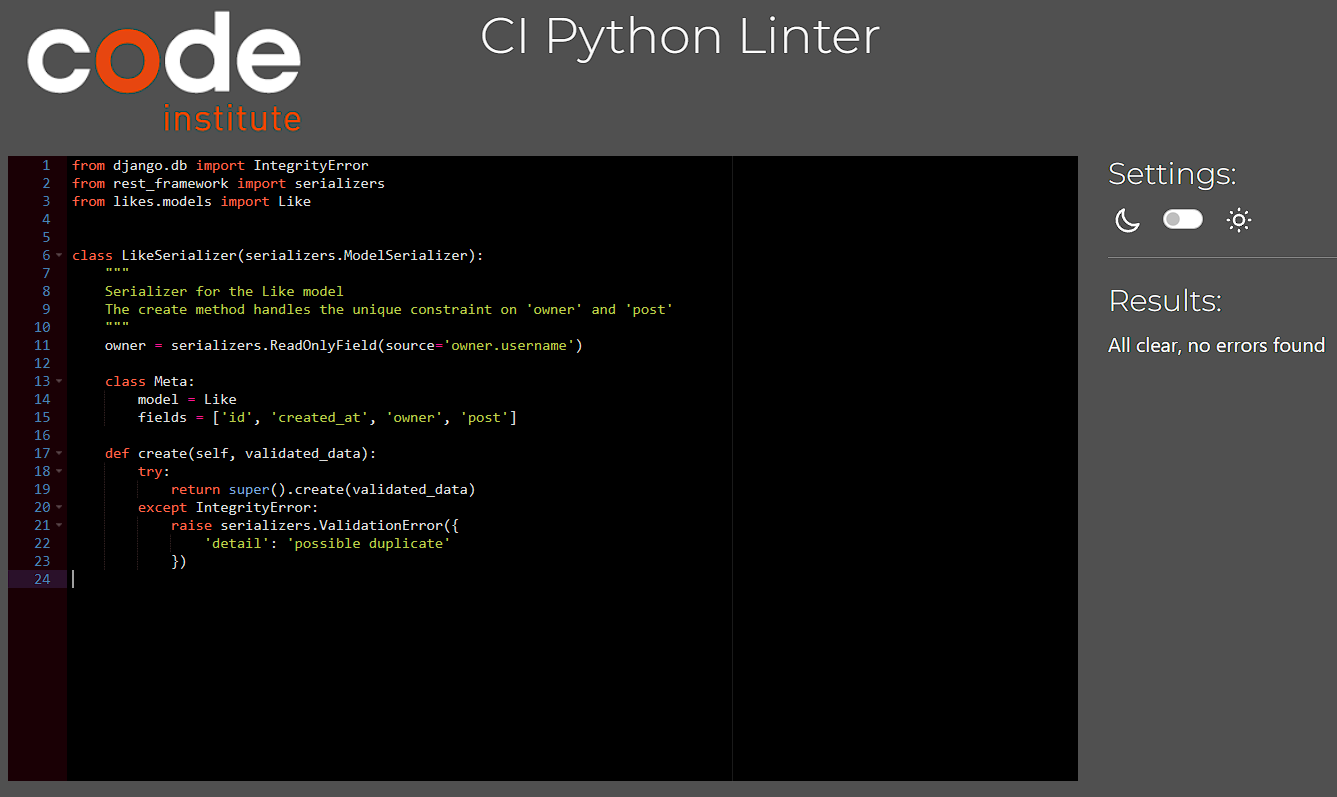 code
institute
CI Python Linter
1 from django.db import IntegrityError
2 from rest_framework import serializers
3 from likes.models import Like
4
5
6 class LikeSerializer(serializers.ModelSerializer):
7     """
8     Serializer for the Like model
9     The create method handles the unique constraint on 'owner' and 'post'
10     """
11     owner = serializers.ReadOnlyField(source='owner.username')
12
13     class Meta:
14         model = Like
15         fields = ['id', 'created_at', 'owner', 'post']
16
17     def create(self, validated_data):
18         try:
19             return super().create(validated_data)
20         except IntegrityError:
21             raise serializers.ValidationError({
22                 'detail': 'possible duplicate'
23             })
24
Settings:
Results:
All clear, no errors found